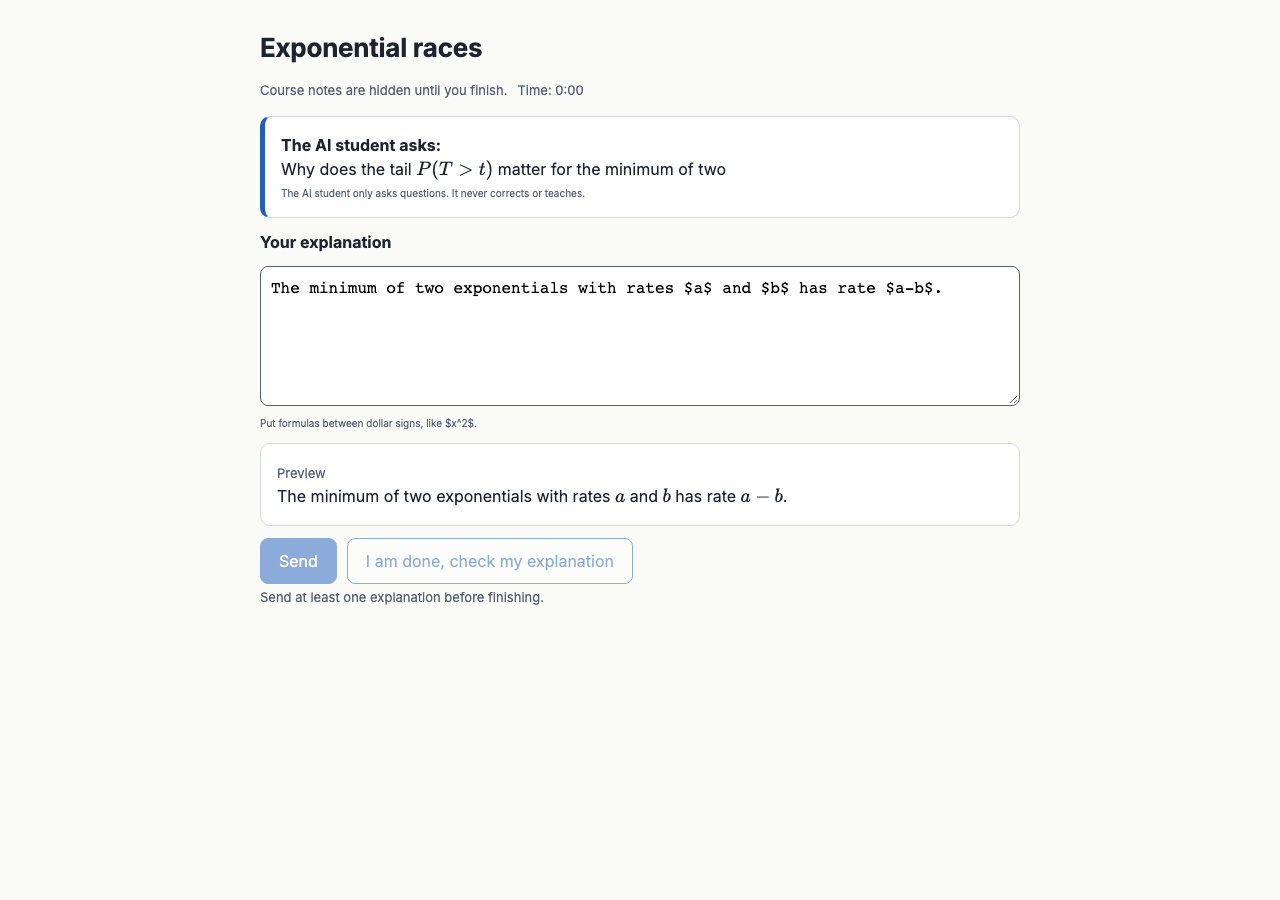 Exponential races
Course notes are hidden until you finish. Time: 0:00
The AI student asks:
Why does the tail P(T > t) matter for the minimum of two
The AI student only asks questions. It never corrects or teaches.
Your explanation
The minimum of two exponentials with rates $a$ and $b$ has rate $a-b$.
Put formulas between dollar signs, like $x^2$.
Preview
The minimum of two exponentials with rates a and b has rate a − b.
Send
I am done, check my explanation
Send at least one explanation before finishing.